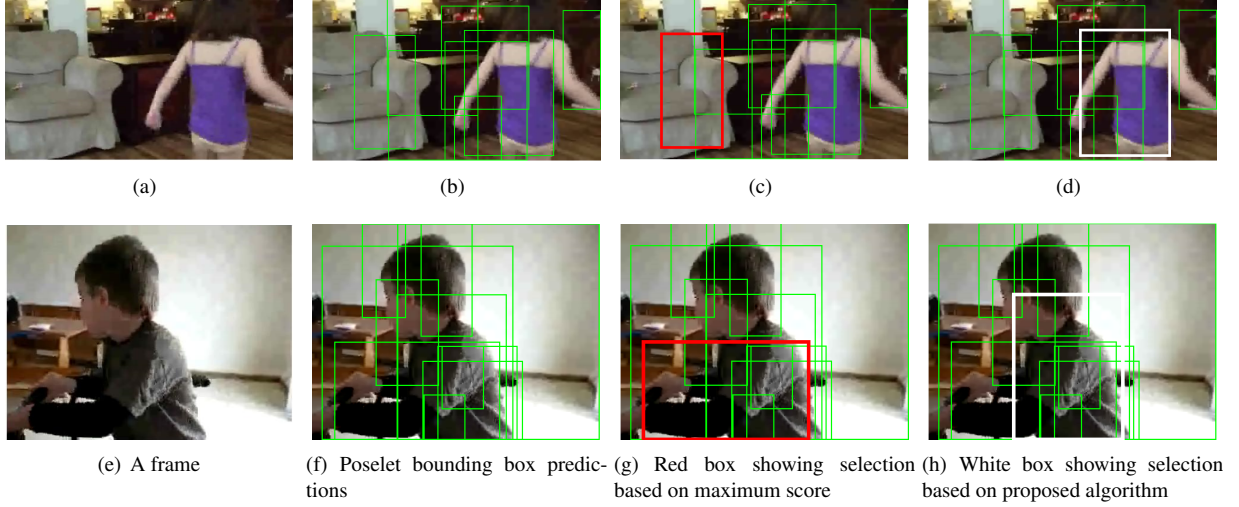 (a)
(b)
(c)
(d)
(e) A frame
(f) Poselet bounding box predic-
tions
(g) Red box showing selection
based on maximum score
(h) White box showing selection
based on proposed algorithm